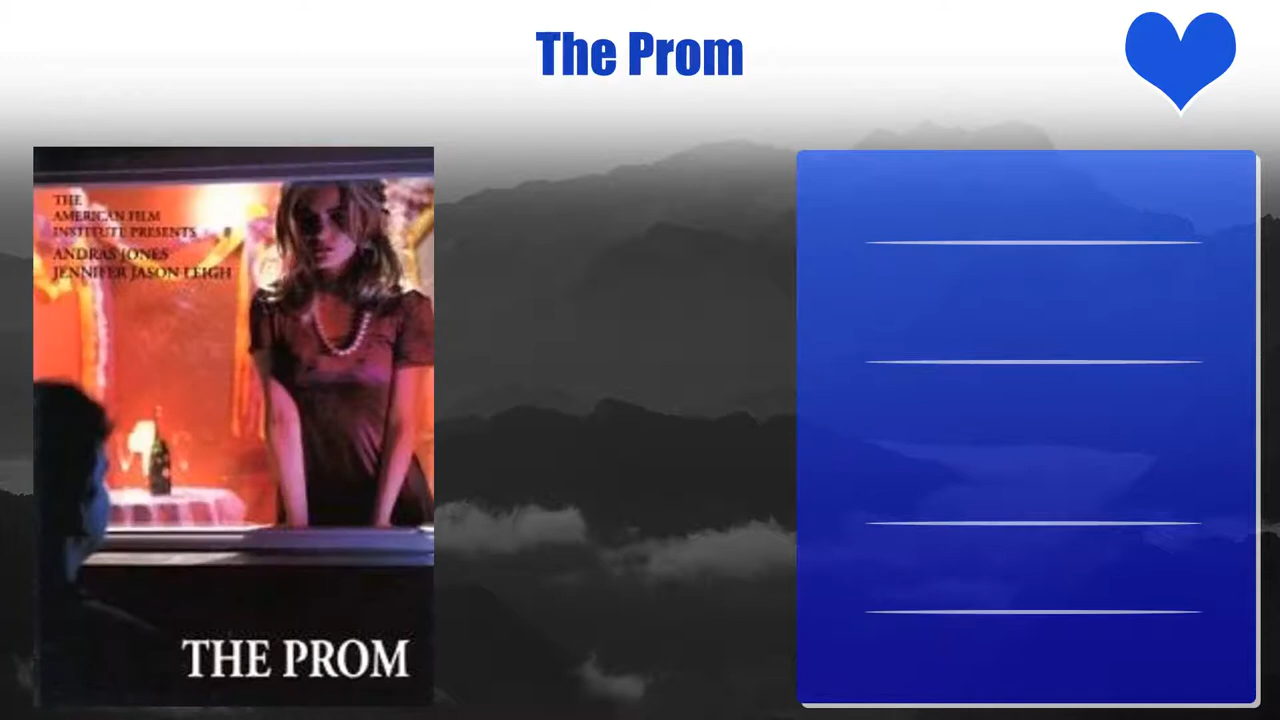 The Prom
THE
AMERICAN FILM
INSTITUTE PRESENTS
ANDRAS JONES
JENNIFER JASON LEIGH
THE PROM